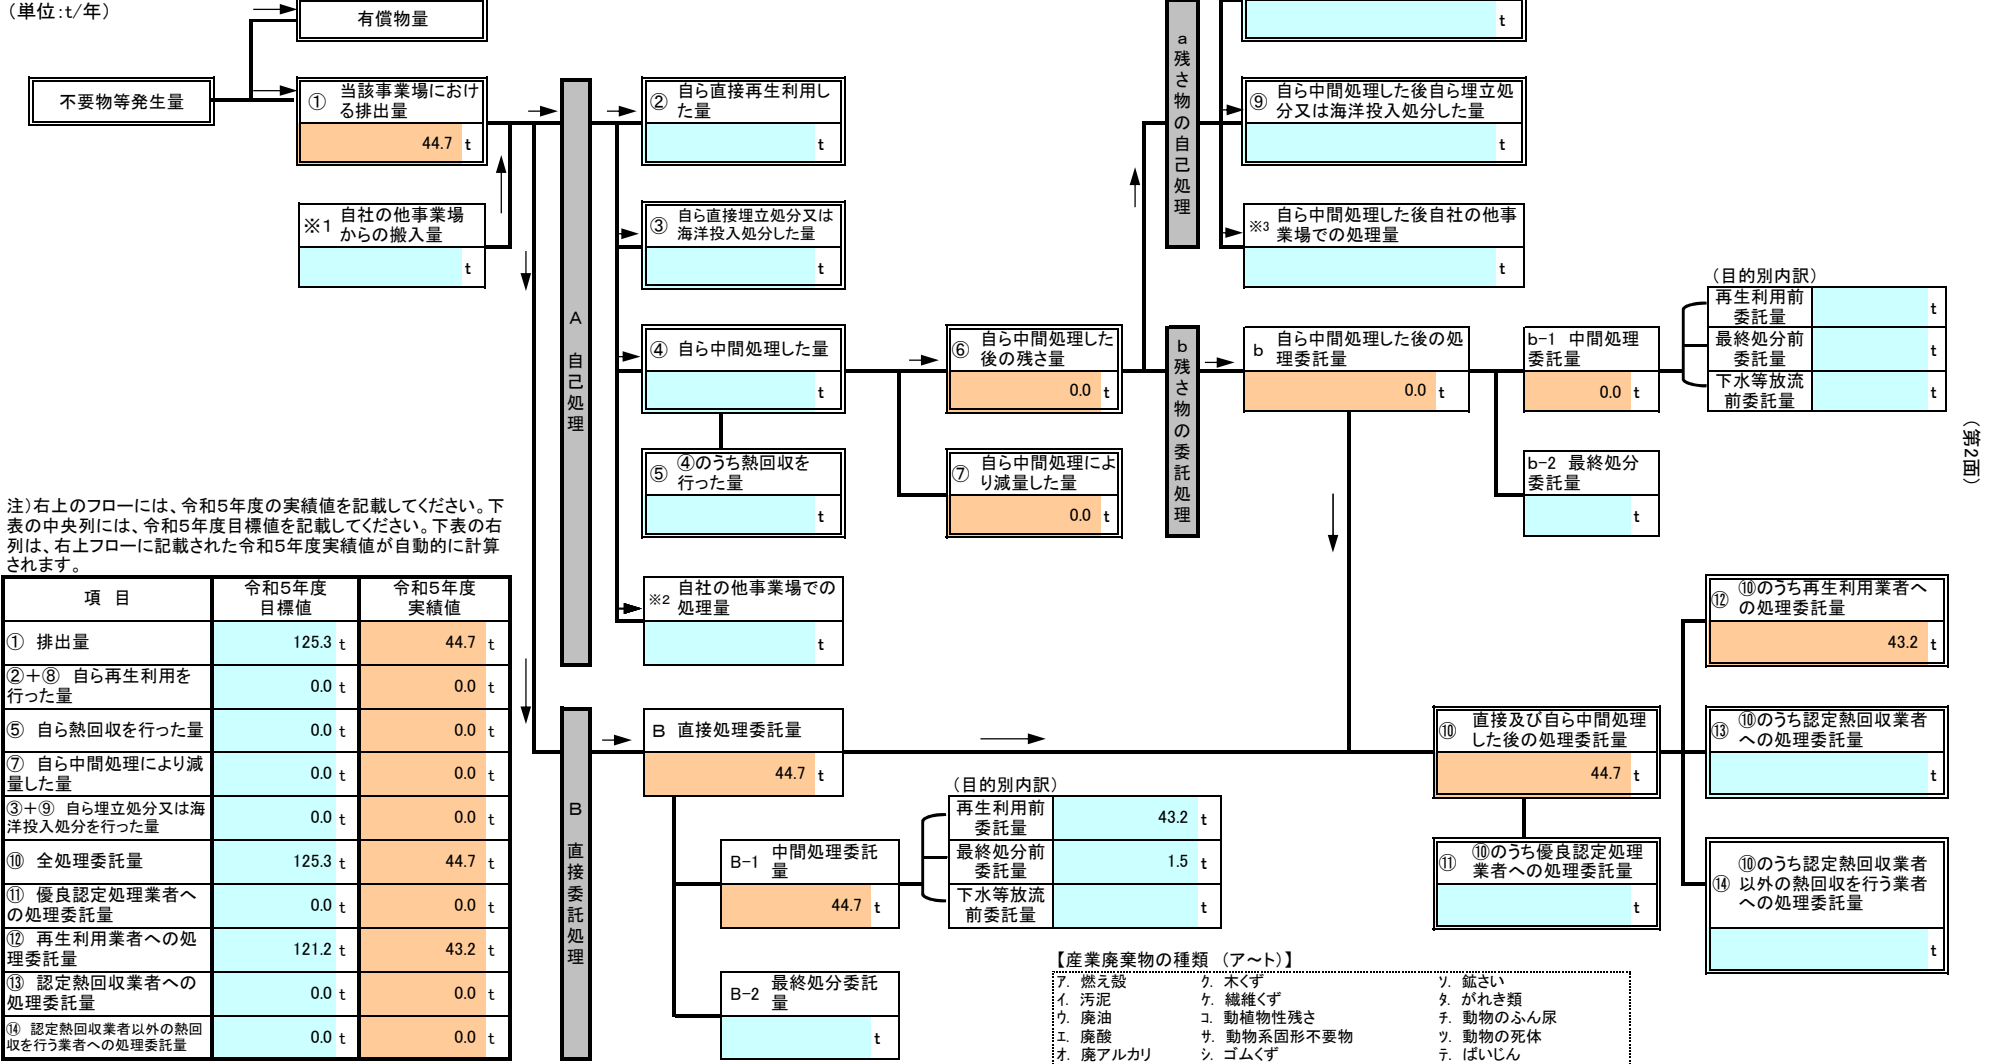 （単位：t/年）
有償物量
不要物等発生量
① 当該事業場におけ
る排出量
44.7 t
※1 自社の他事業場
からの搬入量
t
A 自己処理
② 自ら直接再生利用し
た量
t
③ 自ら直接埋立処分又は
海洋投入処分した量
t
④ 自ら中間処理した量
t
⑤ ④のうち熱回収を
行った量
t
※2 自社の他事業場での
処理量
t
⑥ 自ら中間処理した
後の残さ量
0.0 t
⑦ 自ら中間処理によ
り減量した量
0.0 t
a 残さ物の自己処理
t
⑨ 自ら中間処理した後自ら埋立処
分又は海洋投入処分した量
t
※3 自ら中間処理した後自社の他事
業場での処理量
t
b 残さ物の委託処理
b 自ら中間処理した後の処
理委託量
0.0 t
b-1 中間処理
委託量
0.0 t
b-2 最終処分
委託量
t
（目的別内訳）
再生利用前
委託量
t
最終処分前
委託量
t
下水等放流
前委託量
t
（第2面）
注）右上のフローには、令和5年度の実績値を記載してください。下
表の中央列には、令和5年度目標値を記載してください。下表の右
列は、右上フローに記載された令和5年度実績値が自動的に計算
されます。
項 目
令和5年度
目標値
令和5年度
実績値
① 排出量 125.3 t 44.7 t
②＋⑧ 自ら再生利用を
行った量 0.0 t 0.0 t
⑤ 自ら熱回収を行った量 0.0 t 0.0 t
⑦ 自ら中間処理により減
量した量 0.0 t 0.0 t
③＋⑨ 自ら埋立処分又は海
洋投入処分を行った量 0.0 t 0.0 t
⑩ 全処理委託量 125.3 t 44.7 t
⑪ 優良認定処理業者へ
の処理委託量 0.0 t 0.0 t
⑫ 再生利用業者への処
理委託量 121.2 t 43.2 t
⑬ 認定熱回収業者への
処理委託量 0.0 t 0.0 t
⑭ 認定熱回収業者以外の熱回
収を行う業者への処理委託量 0.0 t 0.0 t
B 直接委託処理
B 直接処理委託量
44.7 t
B-1 中間処理委託
量
44.7 t
B-2 最終処分委託
量
t
（目的別内訳）
再生利用前
委託量
43.2 t
最終処分前
委託量
1.5 t
下水等放流
前委託量
t
⑩ 直接及び自ら中間処理
した後の処理委託量
44.7 t
⑪ ⑩のうち優良認定処理
業者への処理委託量
t
⑫ ⑩のうち再生利用業者へ
の処理委託量
43.2 t
⑬ ⑩のうち認定熱回収業者
への処理委託量
t
⑭ ⑩のうち認定熱回収業者
以外の熱回収を行う業者
への処理委託量
t
【産業廃棄物の種類 （ア～ト）】
ア. 燃え殻 ク. 木くず ソ. 鉱さい
イ. 汚泥 ケ. 繊維くず タ. がれき類
ウ. 廃油 コ. 動植物性残さ チ. 動物のふん尿
エ. 廃酸 サ. 動物系固形不要物 ツ. 動物の死体
オ. 廃アルカリ シ. ゴムくず テ. ばいじん